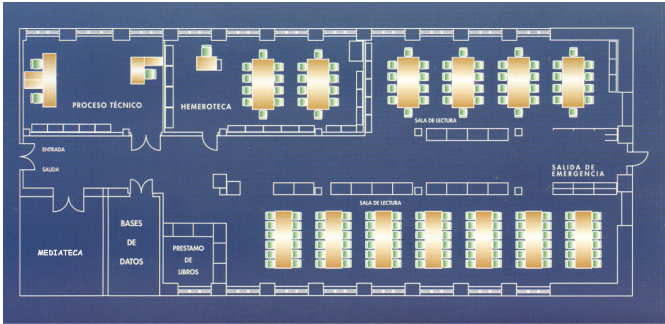 PROCESO TÉCNICO
HEMEROTECA
SALA DE LECTURA
ENTRADA
SALIDA
SALIDA DE
EMERGENCIA
SALA DE LECTURA
MEDIATECA
BASES
DE
DATOS
PRESTAMO
DE
LIBROS